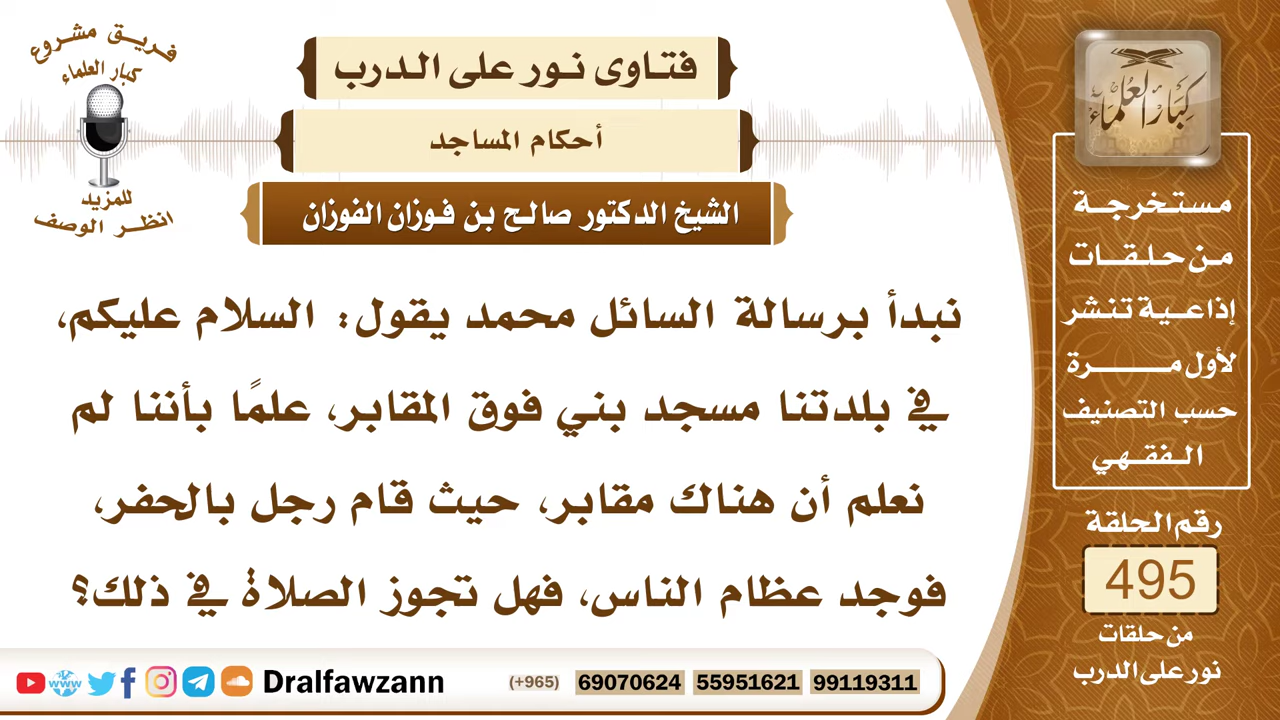 فريق مشروع
كبار العلماء
للمزيد
انظر الوصف
فتاوى نور على الدرب
أحكام المساجد
الشيخ الدكتور صالح بن فوزان الفوزان
نبدأ برسالة السائل محمد يقول: السلام عليكم،
في بلدتنا مسجد بني فوق المقابر، علمًا بأننا لم
نعلم أن هناك مقابر، حيث قام رجل بالحفر،
فوجد عظام الناس، فهل تجوز الصلاة في ذلك؟
كبار العلماء
مستخرجة
من حلقات
إذاعية تنشر
لأول مرة
حسب التصنيف
الفقهي
رقم الحلقة
495
من حلقات
نور على الدرب
www Dralfawzann (+965) 69070624 55951621 99119311